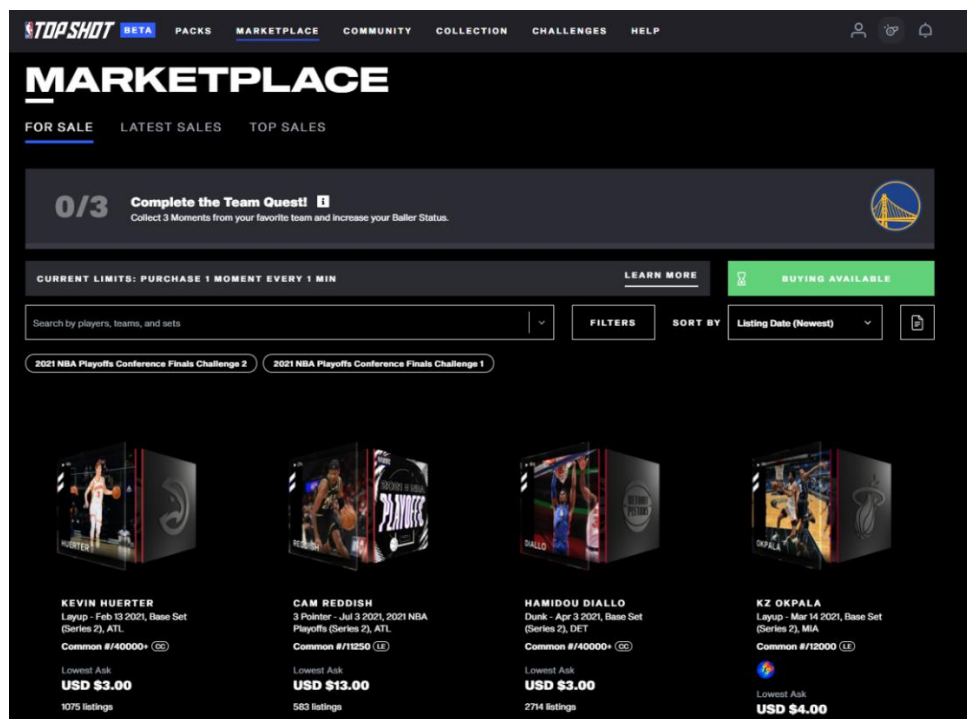 TOP SHOT BETA PACKS MARKETPLACE COMMUNITY COLLECTION CHALLENGES HELP
MARKETPLACE
FOR SALE LATEST SALES TOP SALES
0/3 Complete the Team Quest! i
Collect 3 Moments from your favorite team and increase your Baller Status.
CURRENT LIMITS: PURCHASE 1 MOMENT EVERY 1 MIN LEARN MORE BUYING AVAILABLE
Search by players, teams, and sets FILTERS SORT BY Listing Date (Newest)
2021 NBA Playoffs Conference Finals Challenge 2 2021 NBA Playoffs Conference Finals Challenge 1
HUERTER
REDDISH
PLAYOFFS
DIALLO
DETROIT
PISTONS
OKPALA
KEVIN HUERTER
Layup - Feb 13 2021, Base Set
(Series 2), ATL
Common #/40000+ CC
Lowest Ask
USD $3.00
1075 listings
CAM REDDISH
3 Pointer - Jul 3 2021, 2021 NBA
Playoffs (Series 2), ATL
Common #/11250 LE
Lowest Ask
USD $13.00
583 listings
HAMIDOU DIALLO
Dunk - Apr 3 2021, Base Set
(Series 2), DET
Common #/40000+ CC
Lowest Ask
USD $3.00
2714 listings
KZ OKPALA
Layup - Mar 14 2021, Base Set
(Series 2), MIA
Common #/12000 LE
Lowest Ask
USD $4.00